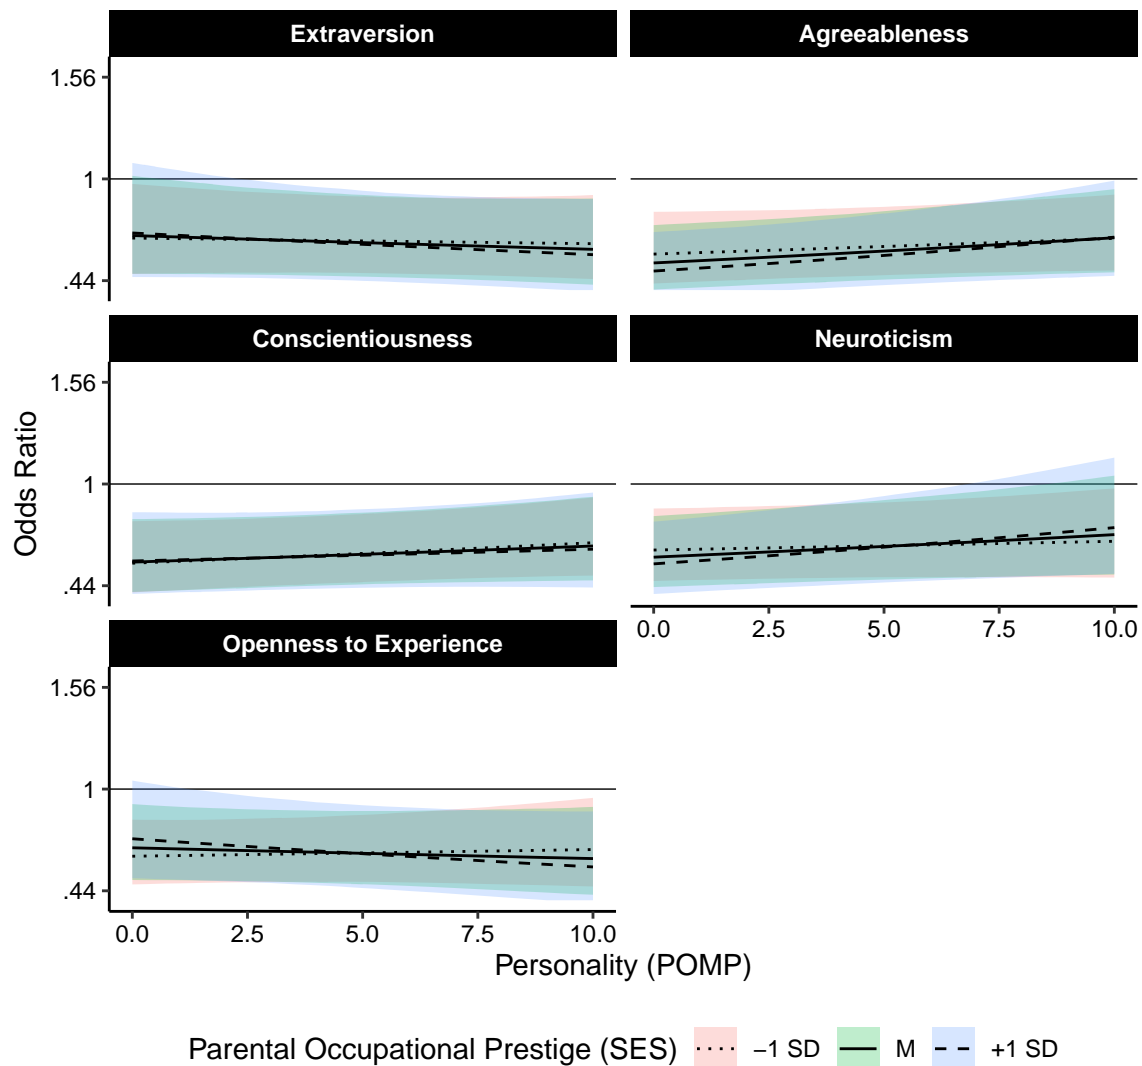 Extraversion
Agreeableness
1.56
1
.44
Conscientiousness
Neuroticism
1.56
1
.44
0.0 2.5 5.0 7.5 10.0
Openness to Experience
1.56
1
.44
0.0 2.5 5.0 7.5 10.0
Odds Ratio
Personality (POMP)
Parental Occupational Prestige (SES) −1 SD M +1 SD